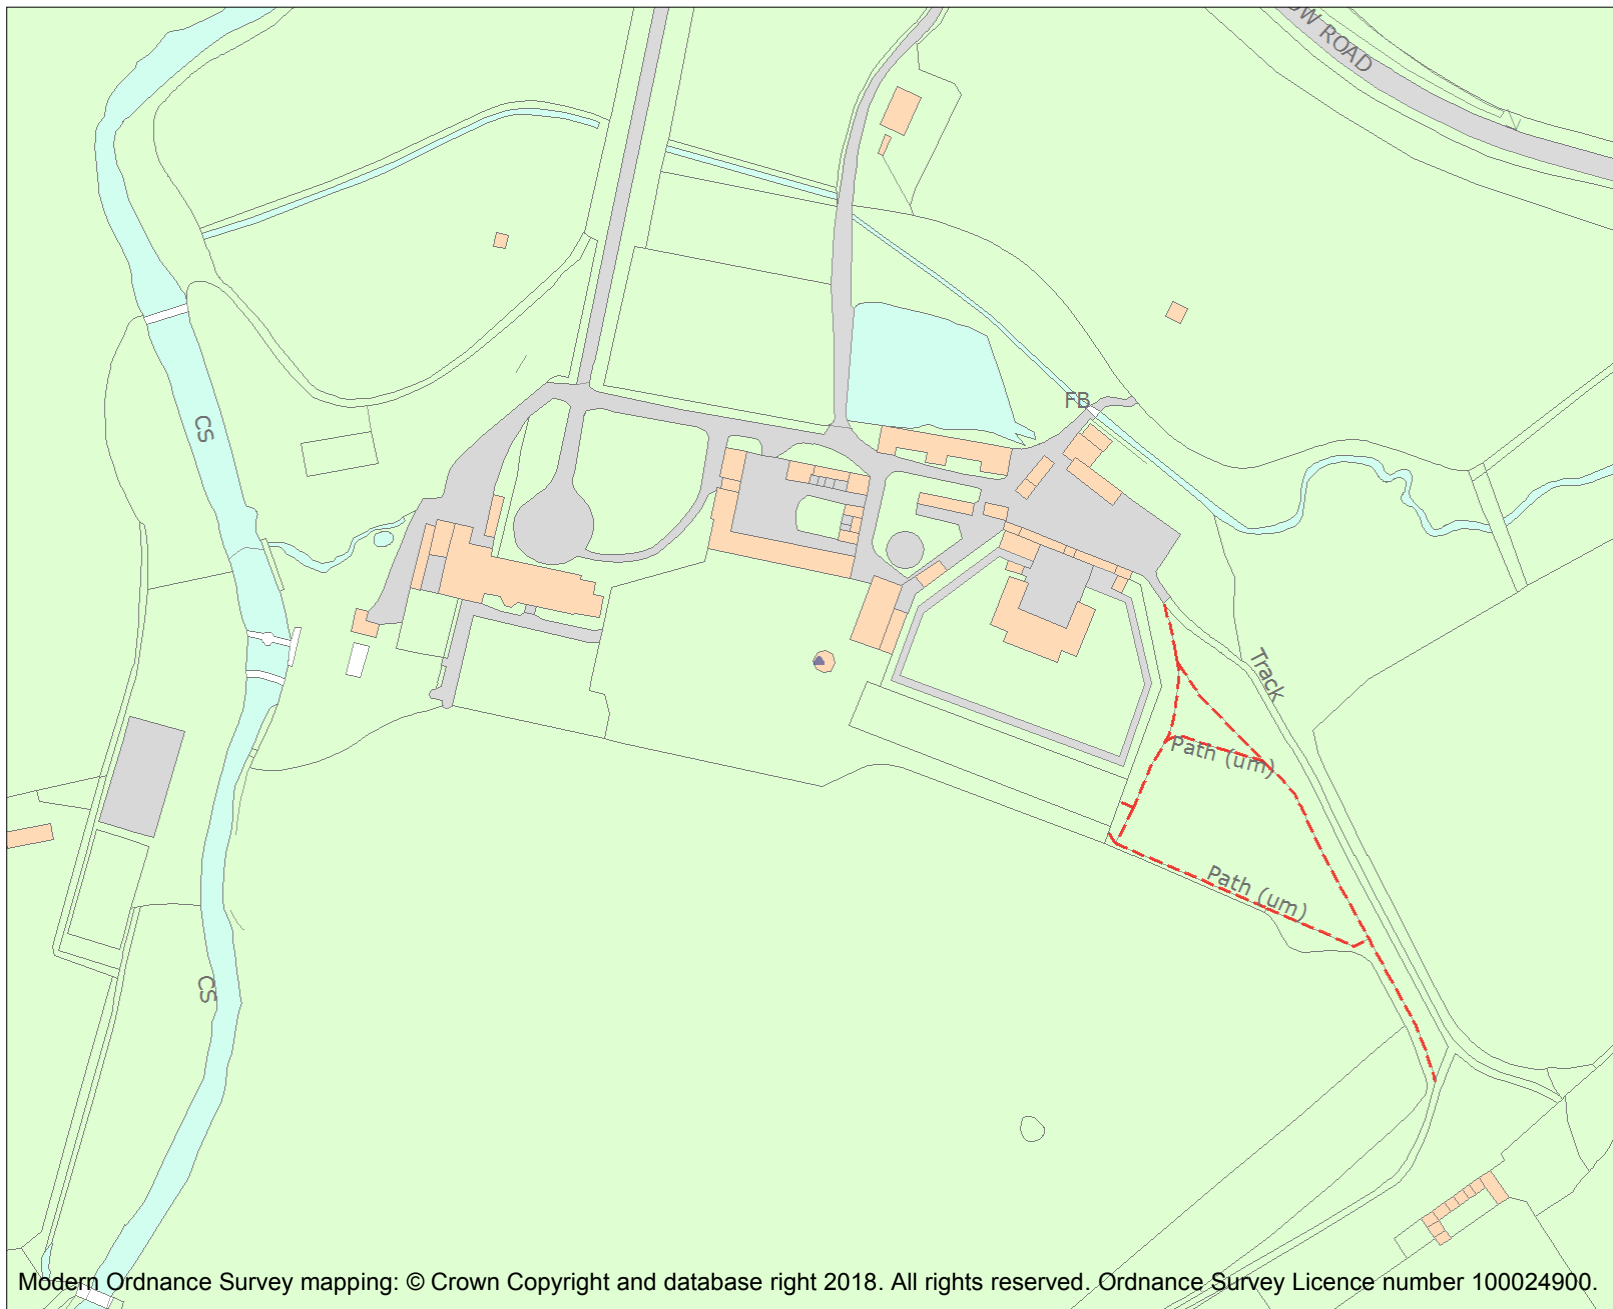 OW ROAD
FB
CS
Track
Path (um)
Path (um)
CS
Modern Ordnance Survey mapping: © Crown Copyright and database right 2018. All rights reserved. Ordnance Survey Licence number 100024900.